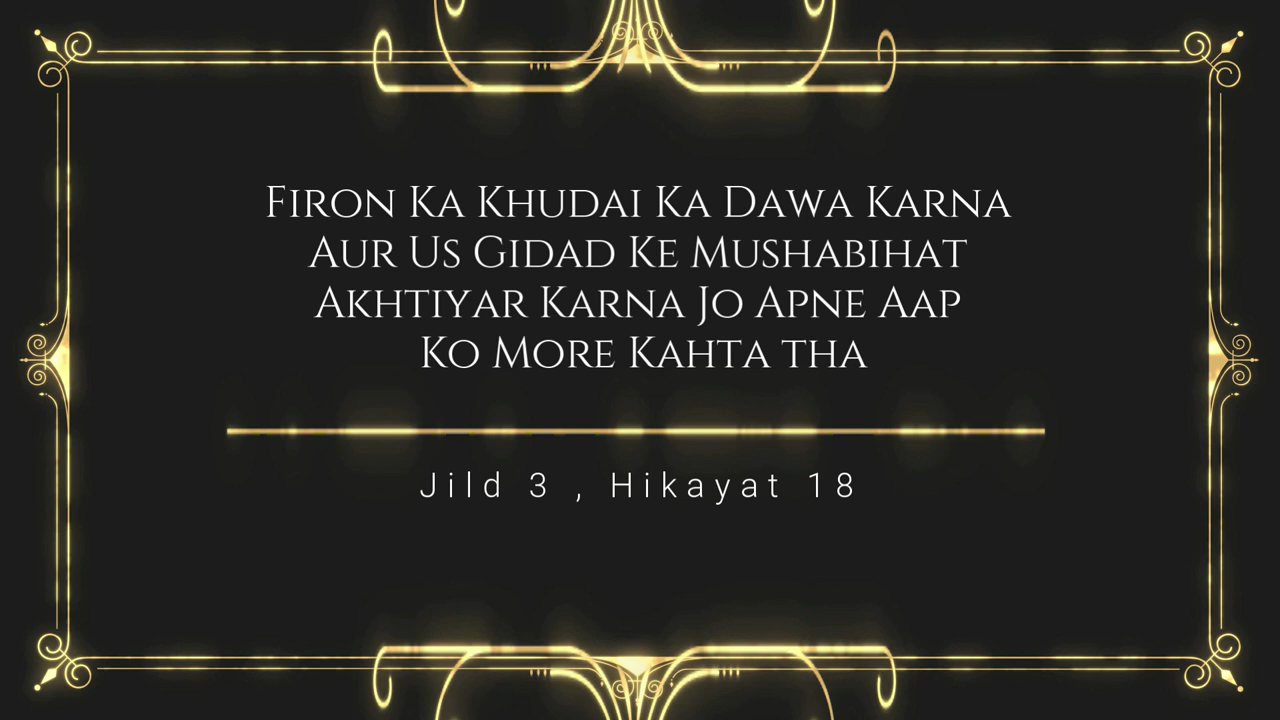 Firon Ka Khudai Ka Dawa Karna
Aur Us Gidad Ke Mushabihat
Akhtiyar Karna Jo Apne Aap
Ko More Kahta tha
Jild 3 , Hikayat 18